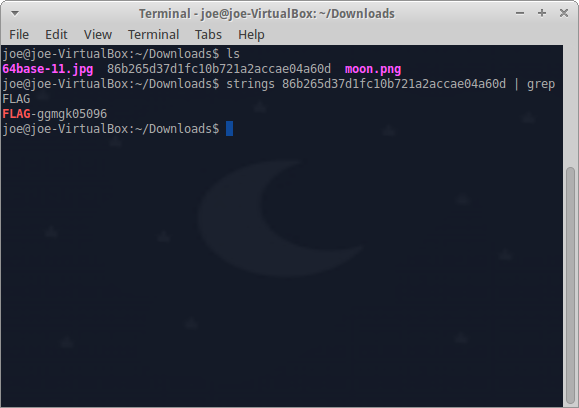 Terminal - joe@joe-VirtualBox: ~/Downloads
File Edit View Terminal Tabs Help
joe@joe-VirtualBox:~/Downloads$ ls
64base-11.jpg 86b265d37d1fc10b721a2accae04a60d moon.png
joe@joe-VirtualBox:~/Downloads$ strings 86b265d37d1fc10b721a2accae04a60d | grep
FLAG
FLAG-ggmgk05096
joe@joe-VirtualBox:~/Downloads$